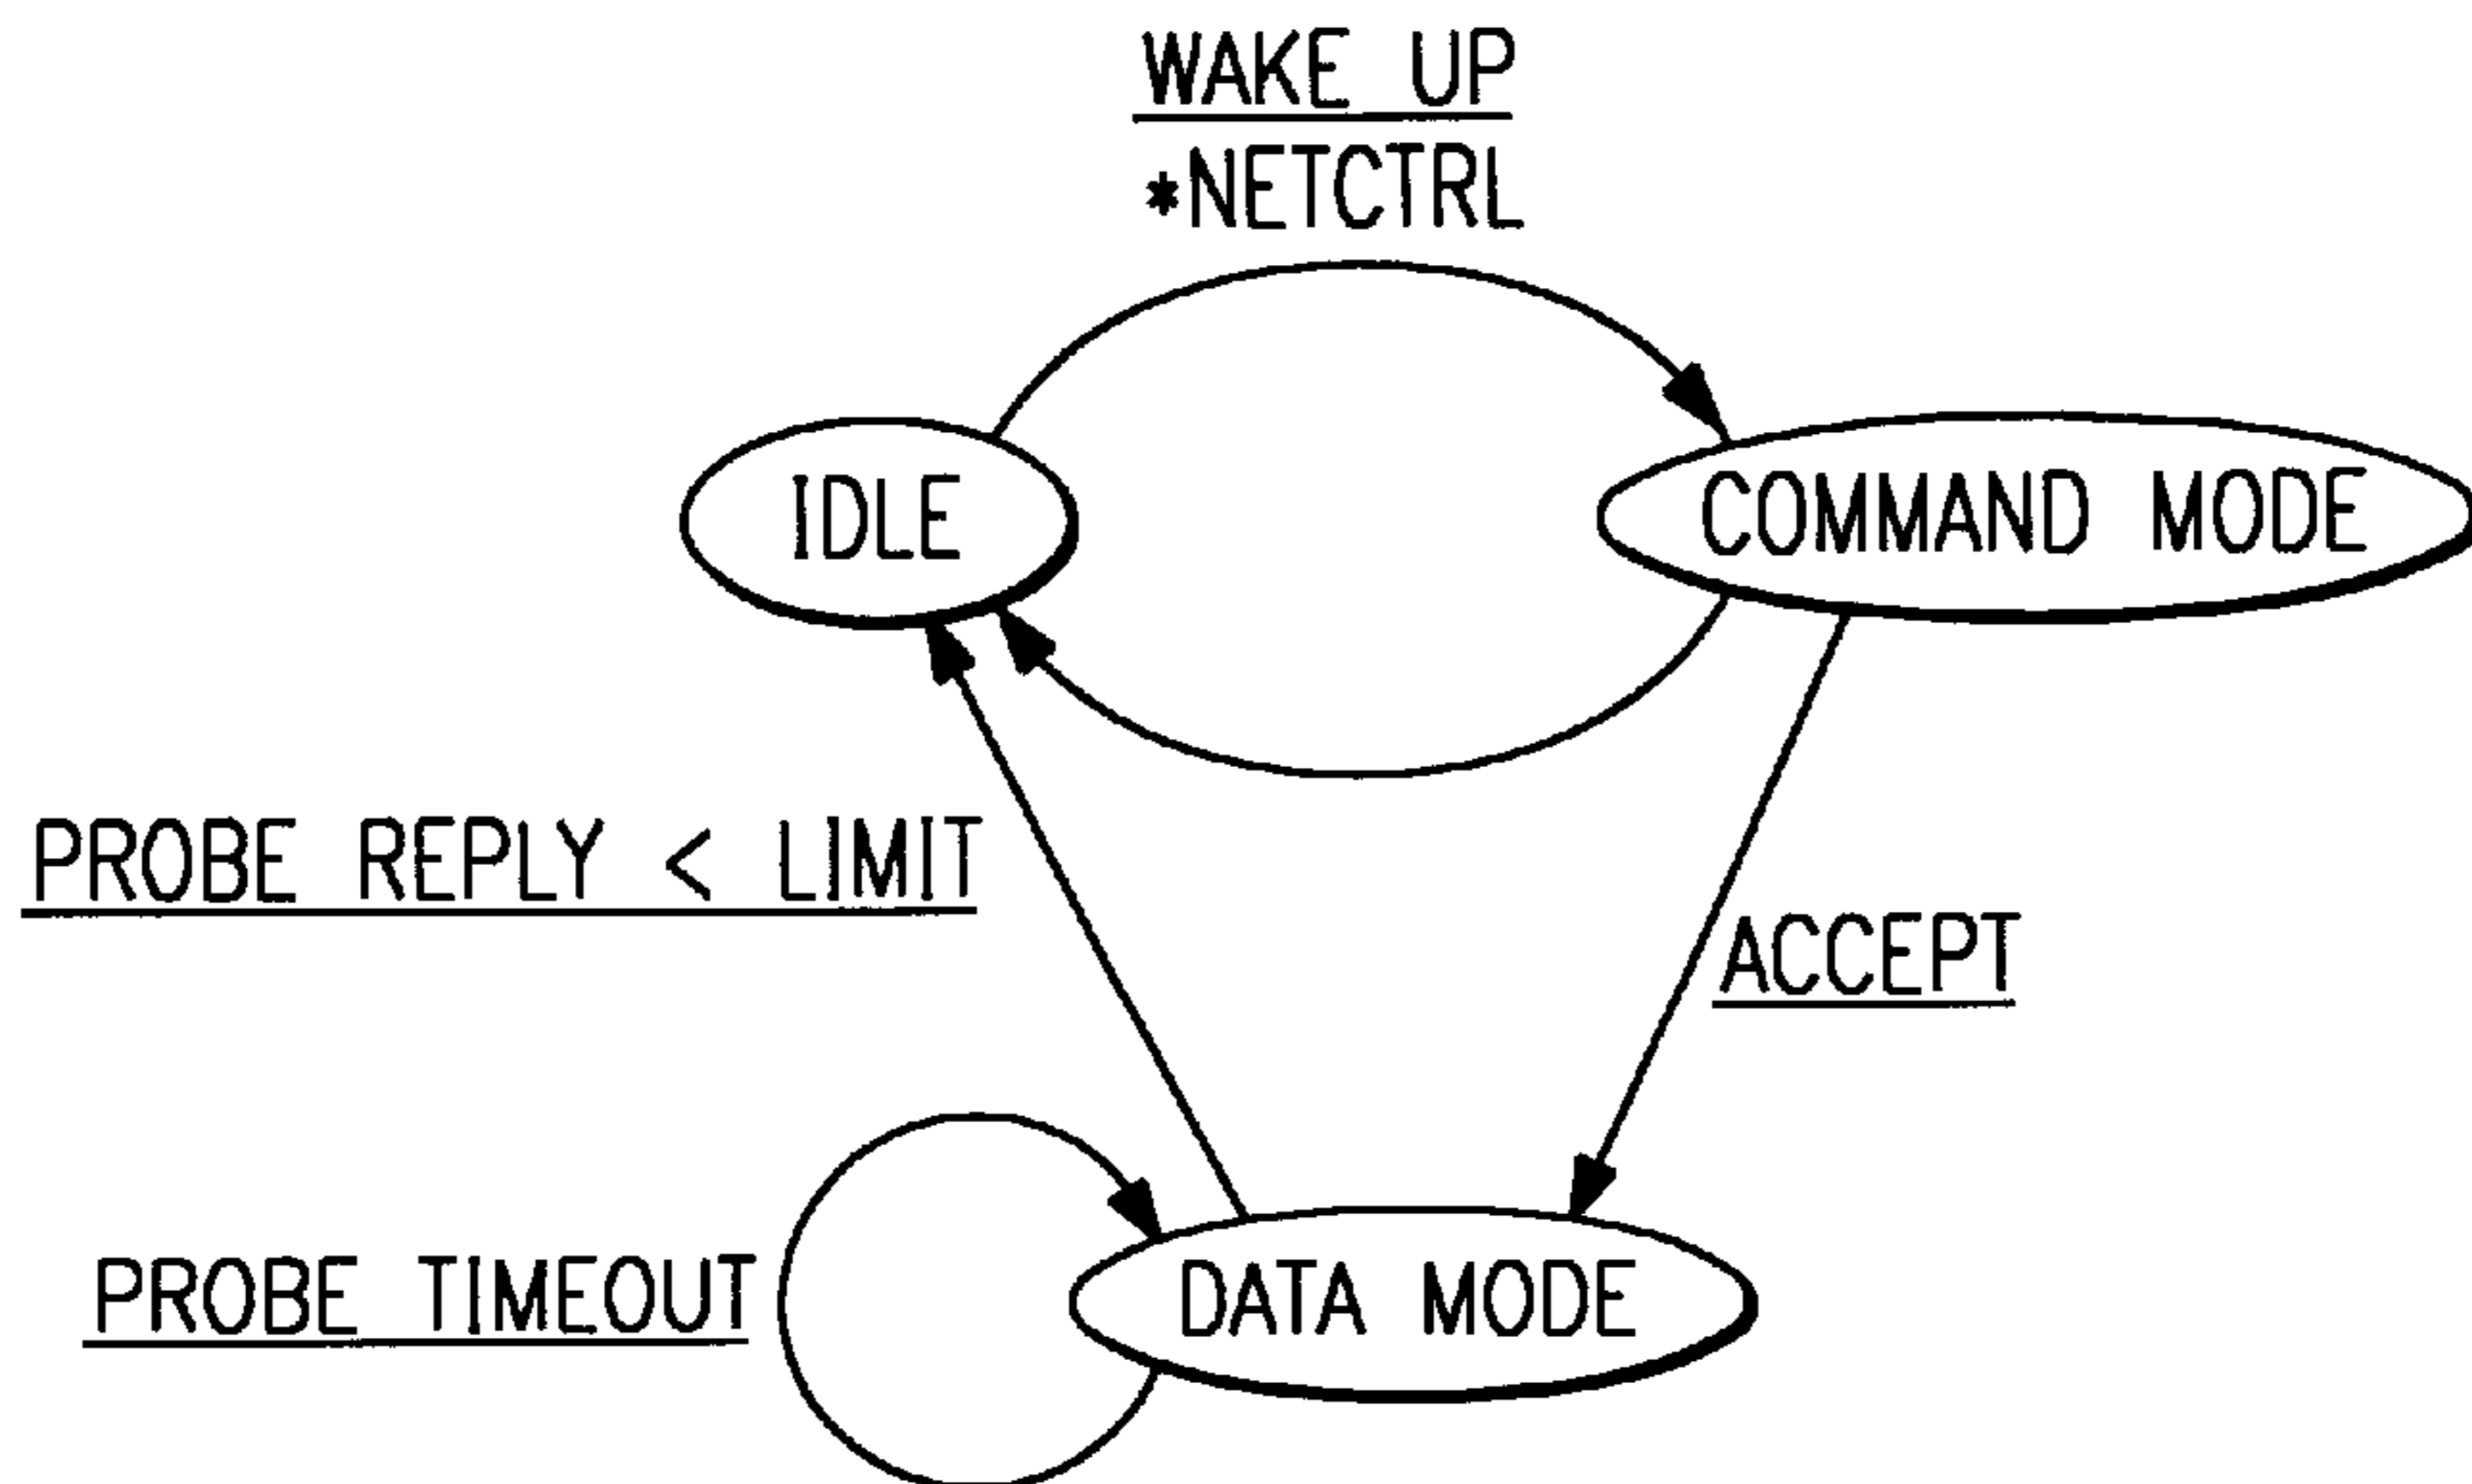 WAKE UP
*NETCTRL
IDLE
COMMAND MODE
PROBE REPLY < LIMIT
ACCEPT
PROBE TIMEOUT
DATA MODE